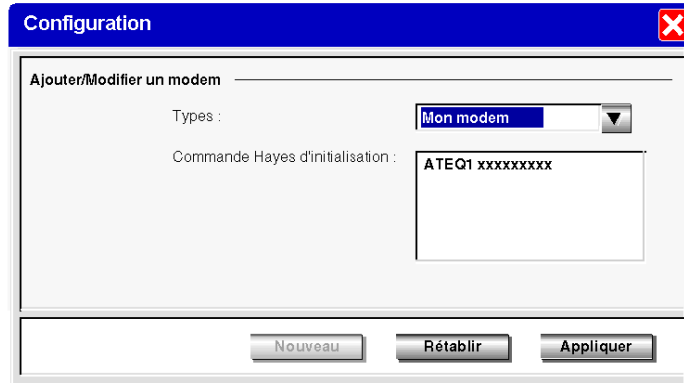 Configuration
Ajouter/Modifier un modem
Types : Mon modem
Commande Hayes d'initialisation : ATEQ1 xxxxxxxxx
Nouveau Rétablir Appliquer